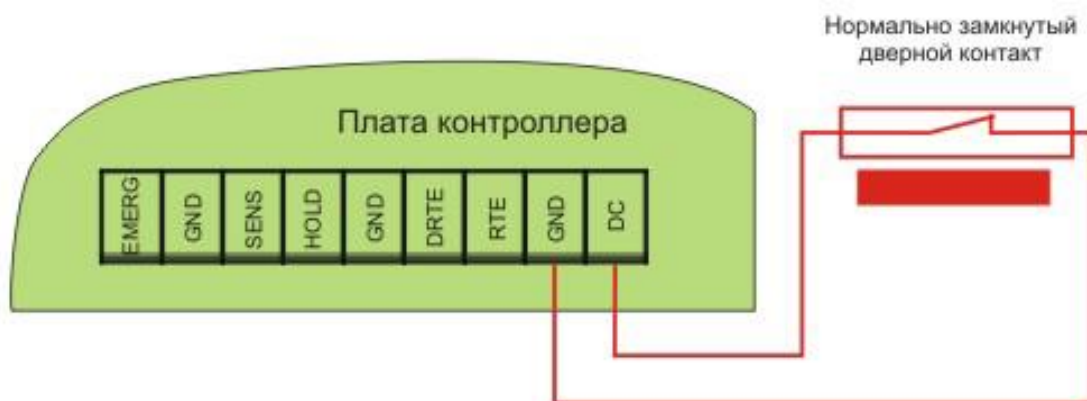 Нормально замкнутый
дверной контакт
Плата контроллера
EMERG
GND
SENS
HOLD
GND
DRTE
RTE
GND
DC